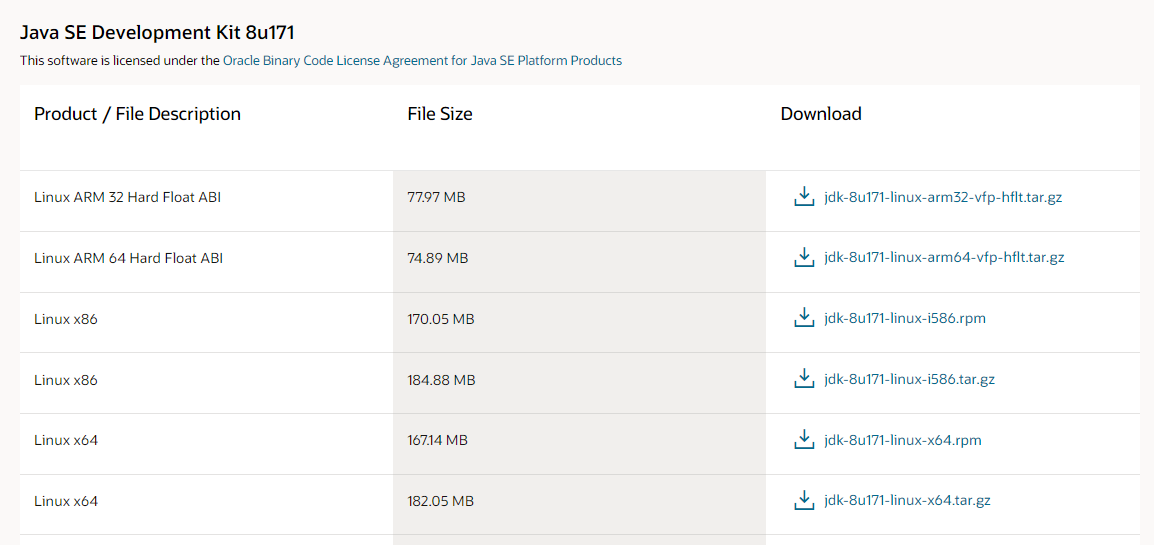 Java SE Development Kit 8u171
This software is licensed under the Oracle Binary Code License Agreement for Java SE Platform Products
Product / File Description File Size Download
Linux ARM 32 Hard Float ABI 77.97 MB jdk-8u171-linux-arm32-vfp-hflt.tar.gz
Linux ARM 64 Hard Float ABI 74.89 MB jdk-8u171-linux-arm64-vfp-hflt.tar.gz
Linux x86 170.05 MB jdk-8u171-linux-i586.rpm
Linux x86 184.88 MB jdk-8u171-linux-i586.tar.gz
Linux x64 167.14 MB jdk-8u171-linux-x64.rpm
Linux x64 182.05 MB jdk-8u171-linux-x64.tar.gz